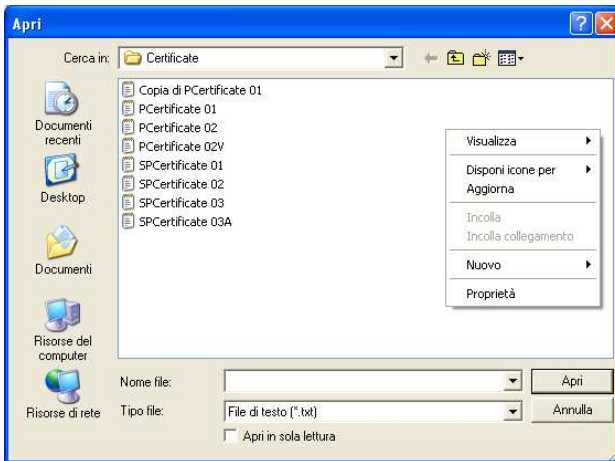 Apri
Cerca in:
Certificate
Documenti
recenti
Desktop
Documenti
Risorse del
computer
Risorse di rete
Copia di PCertificate 01
PCertificate 01
PCertificate 02
PCertificate 02V
SPCertificate 01
SPCertificate 02
SPCertificate 03
SPCertificate 03A
Visualizza
Disponi icone per
Aggiorna
Incolla
Incolla collegamento
Nuovo
Proprietà
Nome file:
Apri
Tipo file:
File di testo (*.txt)
Annulla
Apri in sola lettura